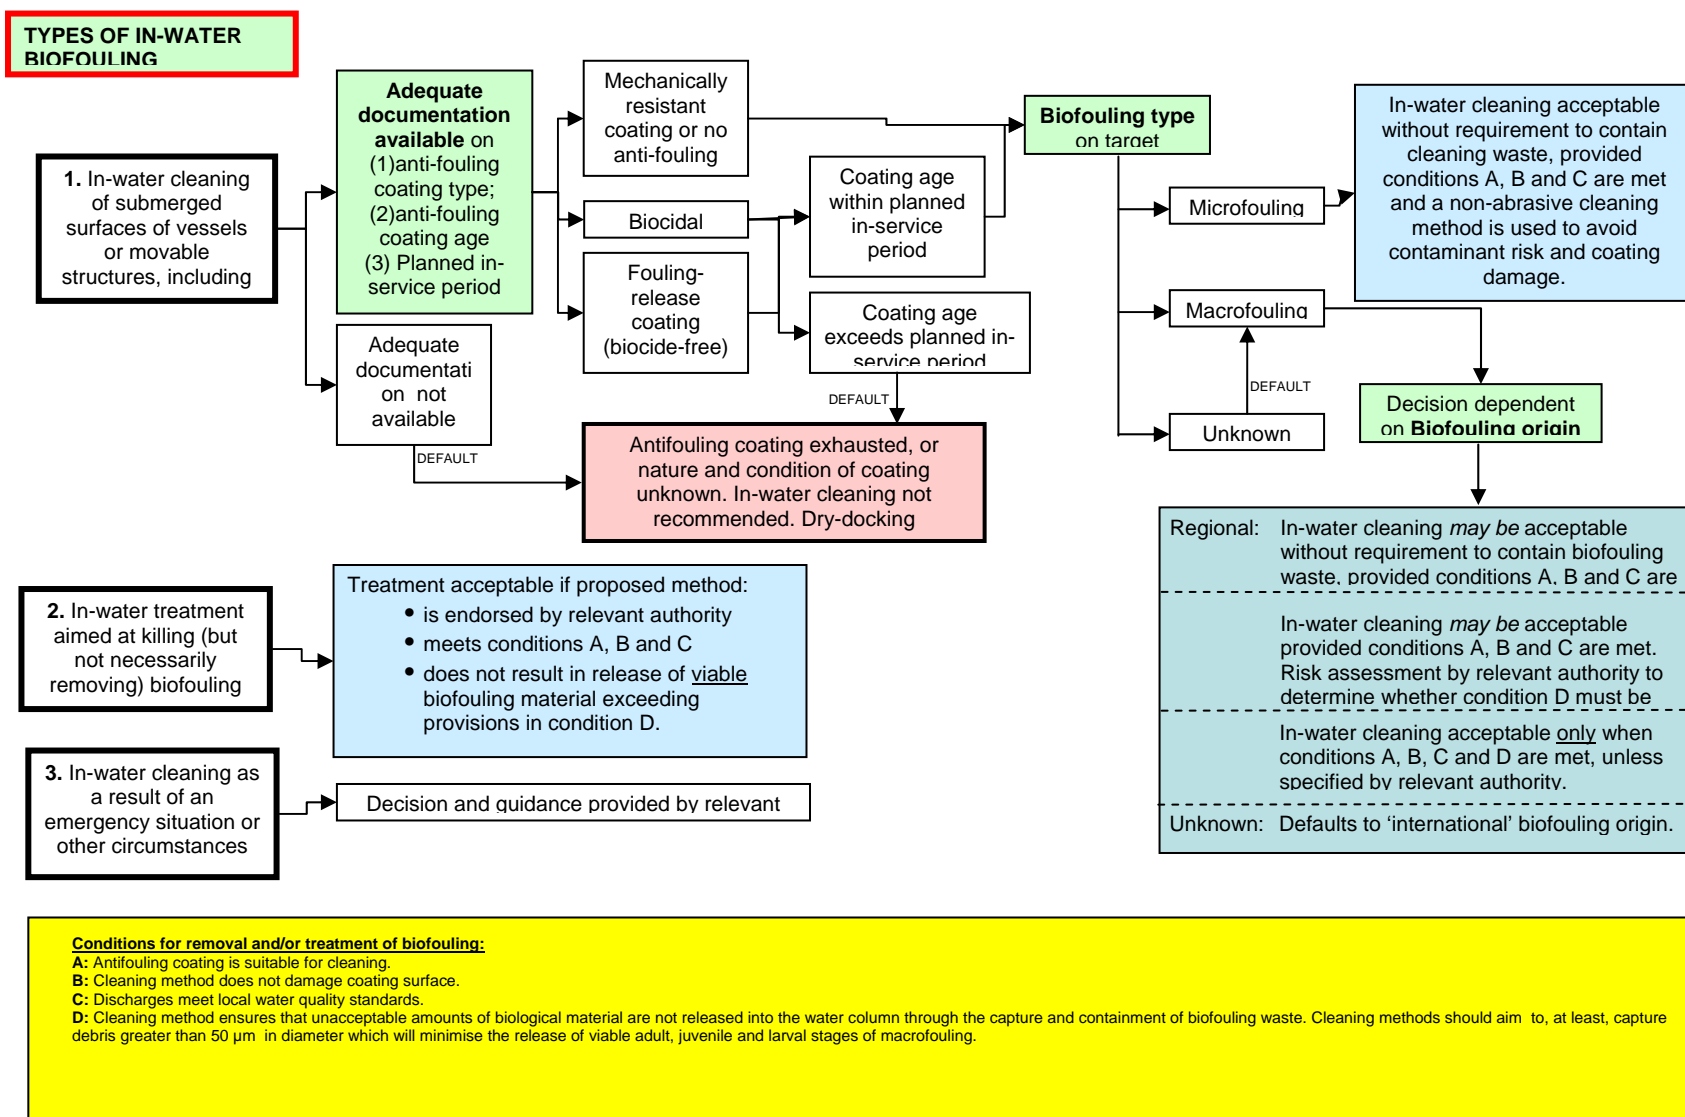 TYPES OF IN-WATER
BIOFOULING
1. In-water cleaning
of submerged
surfaces of vessels
or movable
structures, including
Adequate
documentation
available on
(1)anti-fouling
coating type;
(2)anti-fouling
coating age
(3) Planned in-
service period
Adequate
documentati
on  not
available
DEFAULT
Mechanically
resistant
coating or no
anti-fouling
Biocidal
Fouling-
release
coating
(biocide-free)
Coating age
within planned
in-service
period
Coating age
exceeds planned in-
service period
DEFAULT
Antifouling coating exhausted, or
nature and condition of coating
unknown. In-water cleaning not
recommended. Dry-docking
Biofouling type
on target
Microfouling
Macrofouling
DEFAULT
Unknown
In-water cleaning acceptable
without requirement to contain
cleaning waste, provided
conditions A, B and C are met
and a non-abrasive cleaning
method is used to avoid
contaminant risk and coating
damage.
Decision dependent
on Biofouling origin
Regional: In-water cleaning may be acceptable
without requirement to contain biofouling
waste, provided conditions A, B and C are
In-water cleaning may be acceptable
provided conditions A, B and C are met.
Risk assessment by relevant authority to
determine whether condition D must be
In-water cleaning acceptable only when
conditions A, B, C and D are met, unless
specified by relevant authority.
Unknown: Defaults to ‘international’ biofouling origin.
2. In-water treatment
aimed at killing (but
not necessarily
removing) biofouling
Treatment acceptable if proposed method:
• is endorsed by relevant authority
• meets conditions A, B and C
• does not result in release of viable
biofouling material exceeding
provisions in condition D.
3. In-water cleaning as
a result of an
emergency situation or
other circumstances
Decision and guidance provided by relevant
Conditions for removal and/or treatment of biofouling:
A: Antifouling coating is suitable for cleaning.
B: Cleaning method does not damage coating surface.
C: Discharges meet local water quality standards.
D: Cleaning method ensures that unacceptable amounts of biological material are not released into the water column through the capture and containment of biofouling waste. Cleaning methods should aim  to, at least, capture
debris greater than 50 µm  in diameter which will minimise the release of viable adult, juvenile and larval stages of macrofouling.